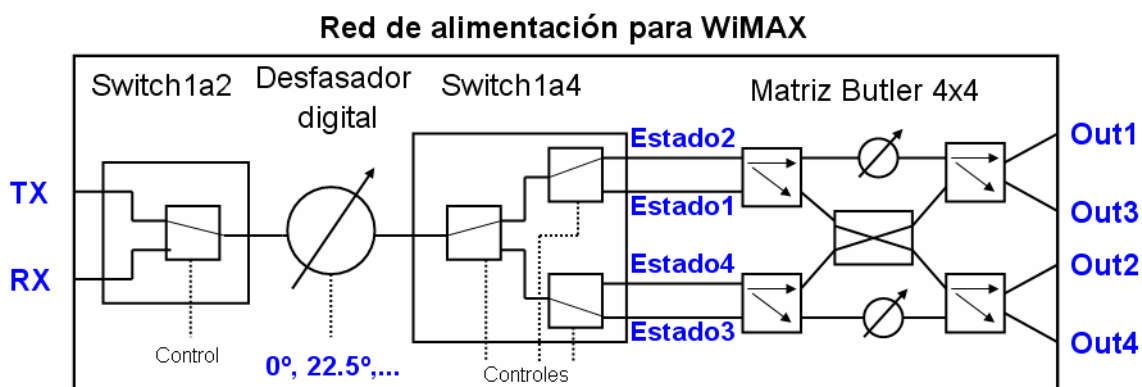 Red de alimentación para WiMAX
Switch1a2
Desfasador
digital
Switch1a4
Matriz Butler 4x4
TX
RX
Control
0º, 22.5º,...
Controles
Estado2
Estado1
Estado4
Estado3
Out1
Out3
Out2
Out4